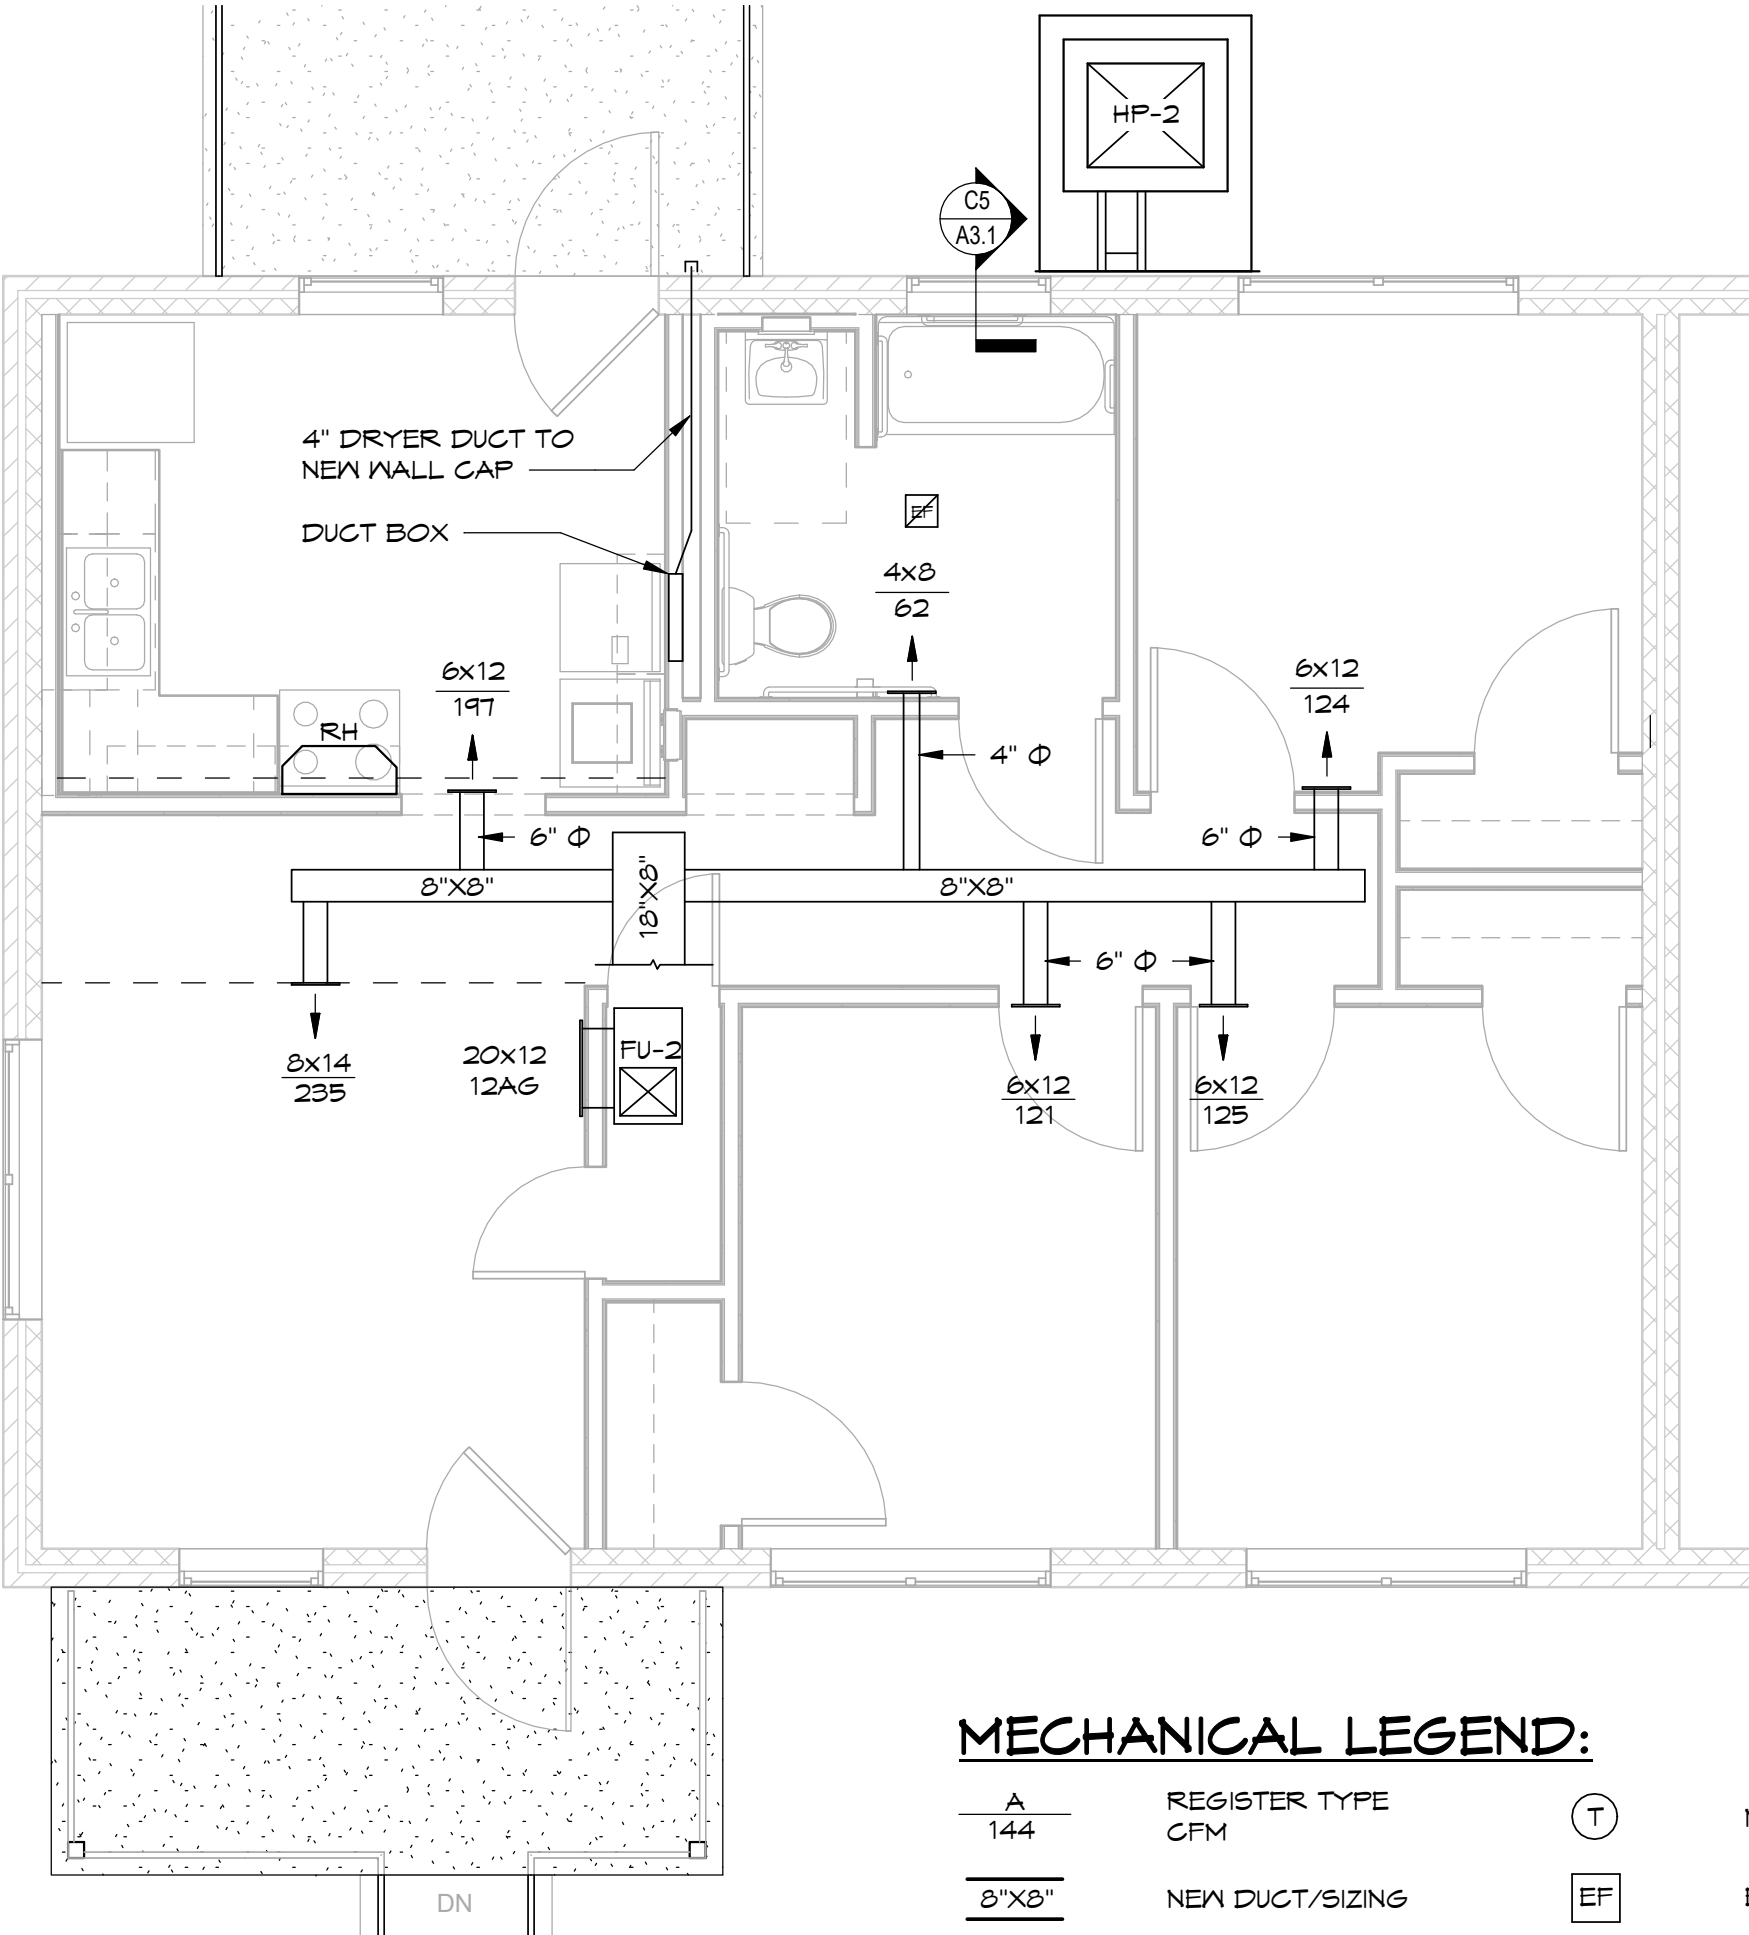 HP-2
C5
A3.1
4" DRYER DUCT TO
NEW WALL CAP
DUCT BOX
EF
4x8
62
6x12
197
6x12
124
RH
4" Φ
6" Φ
6" Φ
8"X8"
18"X8"
8"X8"
6" Φ
8x14
235
20x12
12AG
FU-2
6x12
121
6x12
125
MECHANICAL LEGEND:
A
144
REGISTER TYPE
CFM
T
8"X8"
NEW DUCT/SIZING
EF
DN